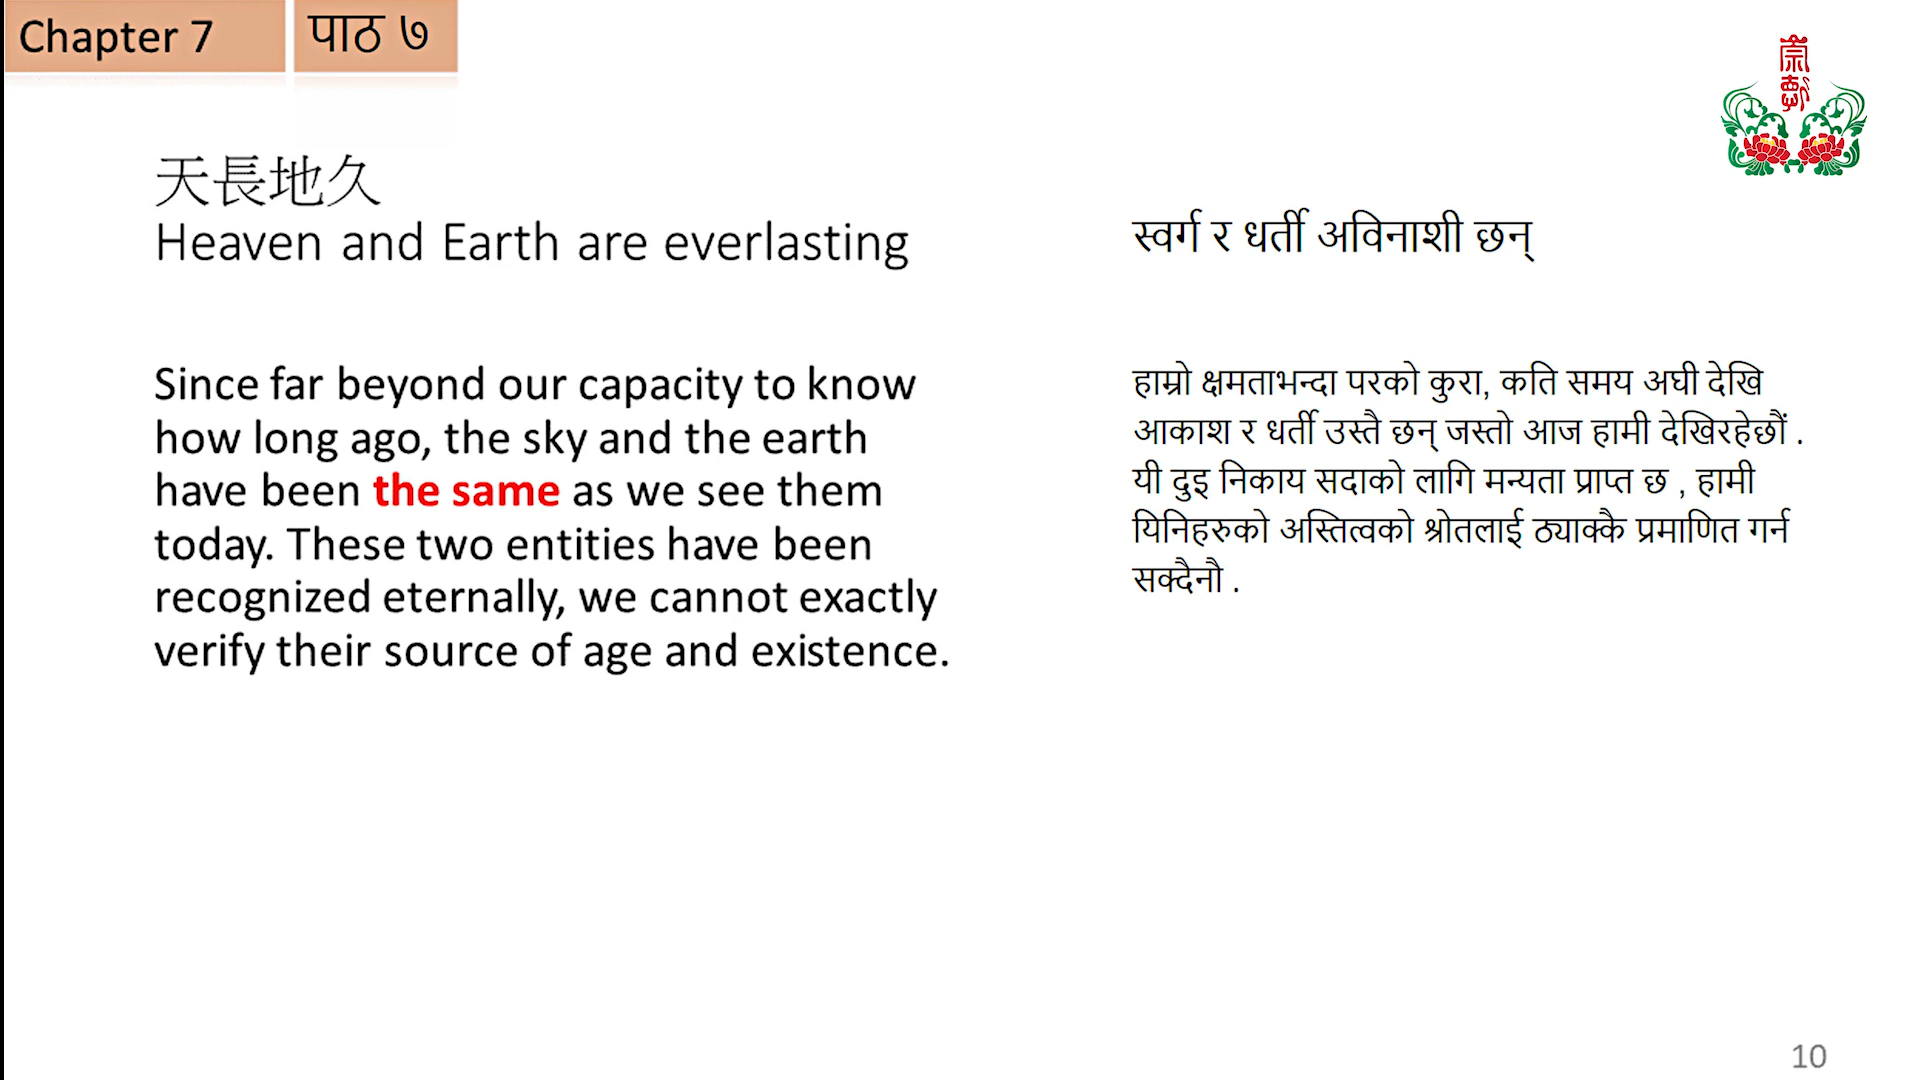 Chapter 7
पाठ ७
天長地久
Heaven and Earth are everlasting
Since far beyond our capacity to know
how long ago, the sky and the earth
have been the same as we see them
today. These two entities have been
recognized eternally, we cannot exactly
verify their source of age and existence.
स्वर्ग र धर्ती अविनाशी छन्
हाम्रो क्षमताभन्दा परको कुरा, कति समय अघी देखि
आकाश र धर्ती उस्तै छन् जस्तो आज हामी देखिरहेछौं .
यी दुइ निकाय सदाको लागि मन्यता प्राप्त छ , हामी
यिनिहरुको अस्तित्वको श्रोतलाई ठ्याक्कै प्रमाणित गर्न
सक्दैनौ .
10